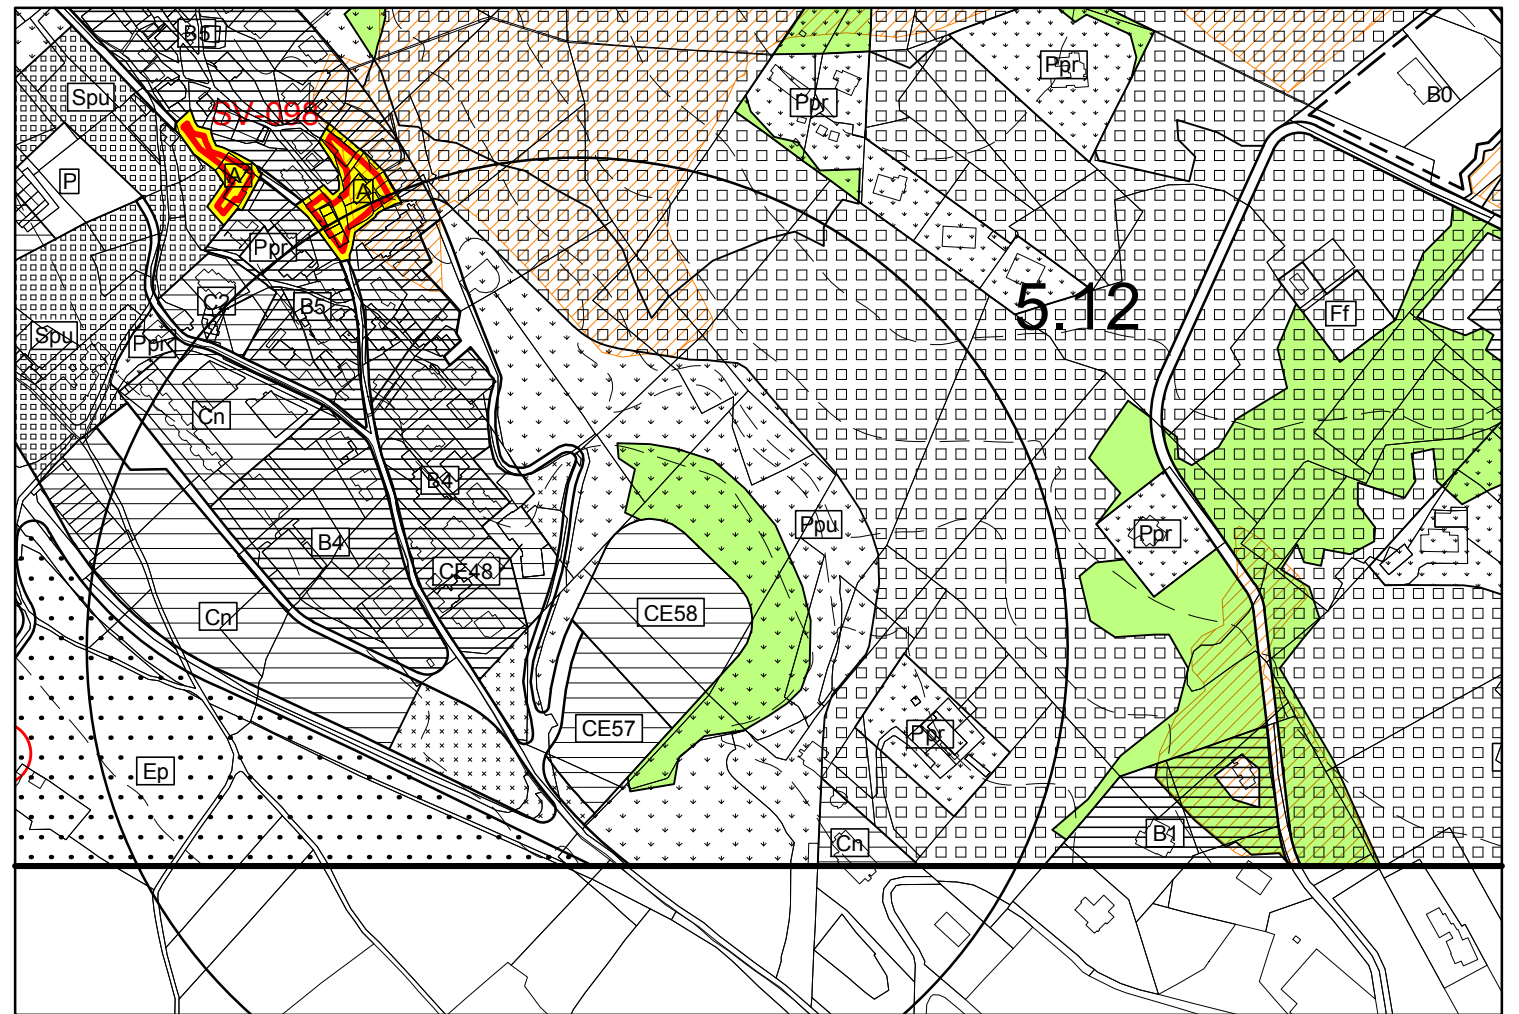 B5
Ppr
Ppr
B0
Spu
SV-098
P
A
A
Ppr
C2
B5
5.12
Ff
Spu
Ppr
Cn
B4
Ppu
Ppr
B4
CE48
Cn
CE58
CE57
Ppr
Ep
Cn
B1